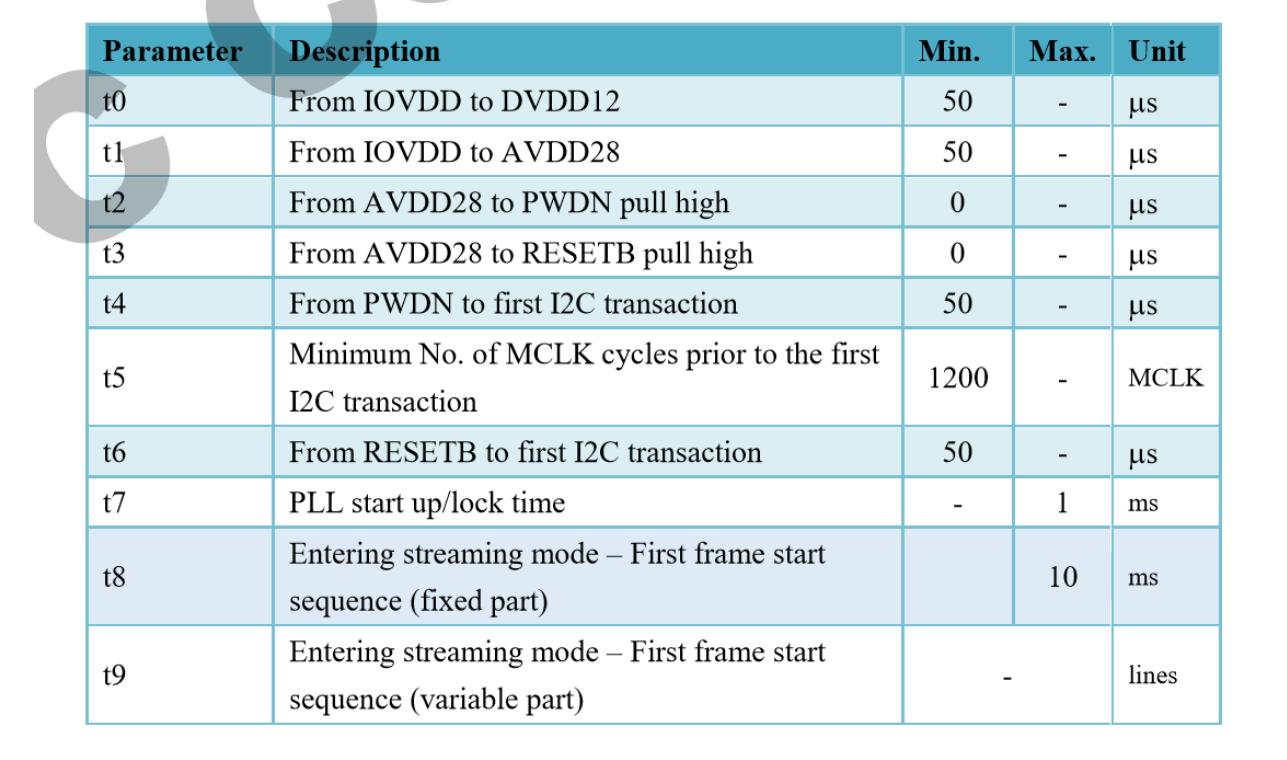 Parameter Description Min. Max. Unit
t0 From IOVDD to DVDD12 50 - μs
t1 From IOVDD to AVDD28 50 - μs
t2 From AVDD28 to PWDN pull high 0 - μs
t3 From AVDD28 to RESETB pull high 0 - μs
t4 From PWDN to first I2C transaction 50 - μs
t5 Minimum No. of MCLK cycles prior to the first
I2C transaction 1200 - MCLK
t6 From RESETB to first I2C transaction 50 - μs
t7 PLL start up/lock time - 1 ms
t8 Entering streaming mode – First frame start
sequence (fixed part) 10 ms
t9 Entering streaming mode – First frame start
sequence (variable part) - lines